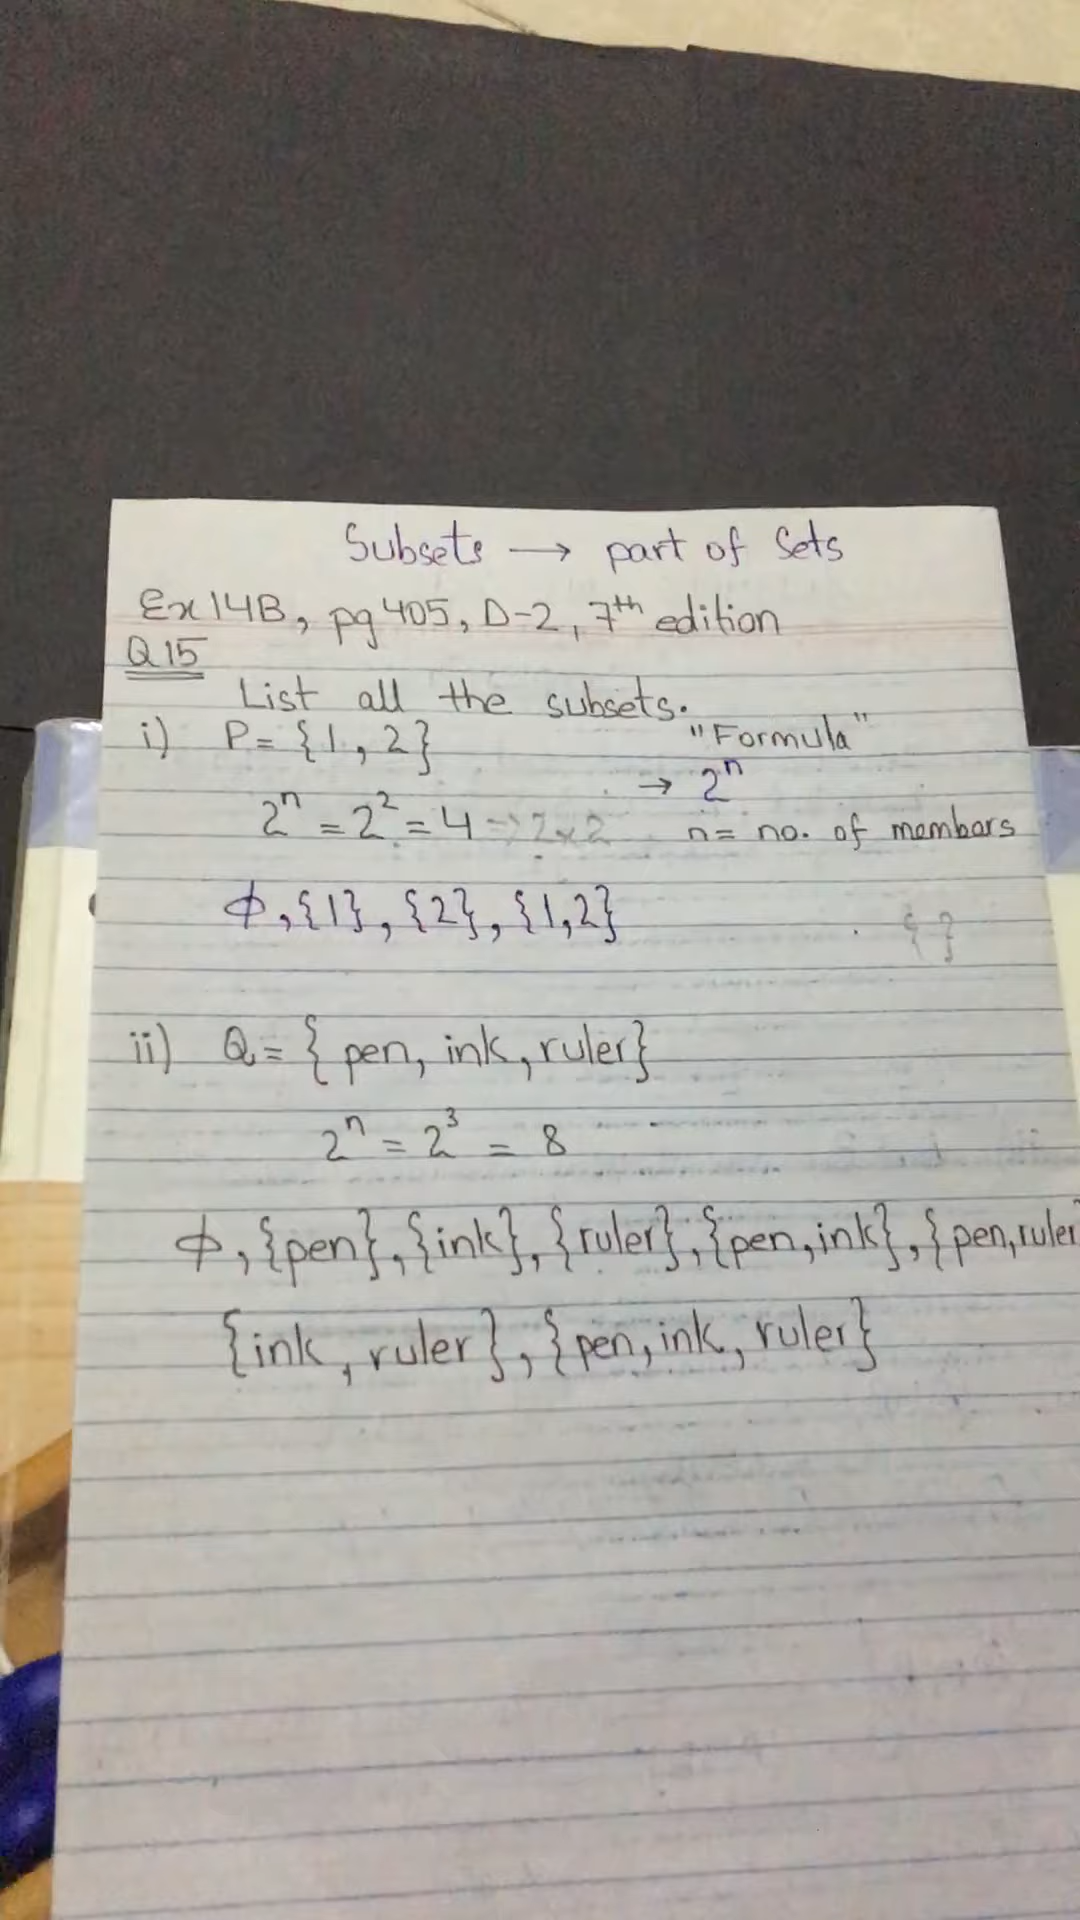 Subsets → part of Sets
Ex 14B, pg 405, D-2, 7th edition
Q 15
List all the subsets.
i) P = {1, 2}
"Formula"
→ 2ⁿ
2ⁿ = 2² = 4 => 2 x 2
n = no. of members
ϕ, {1}, {2}, {1,2}
{ }
ii) Q = { pen, ink, ruler}
2ⁿ = 2³ = 8
ϕ, {pen}, {ink}, {ruler}, {pen, ink}, {pen, ruler
{ink, ruler}, {pen, ink, ruler}